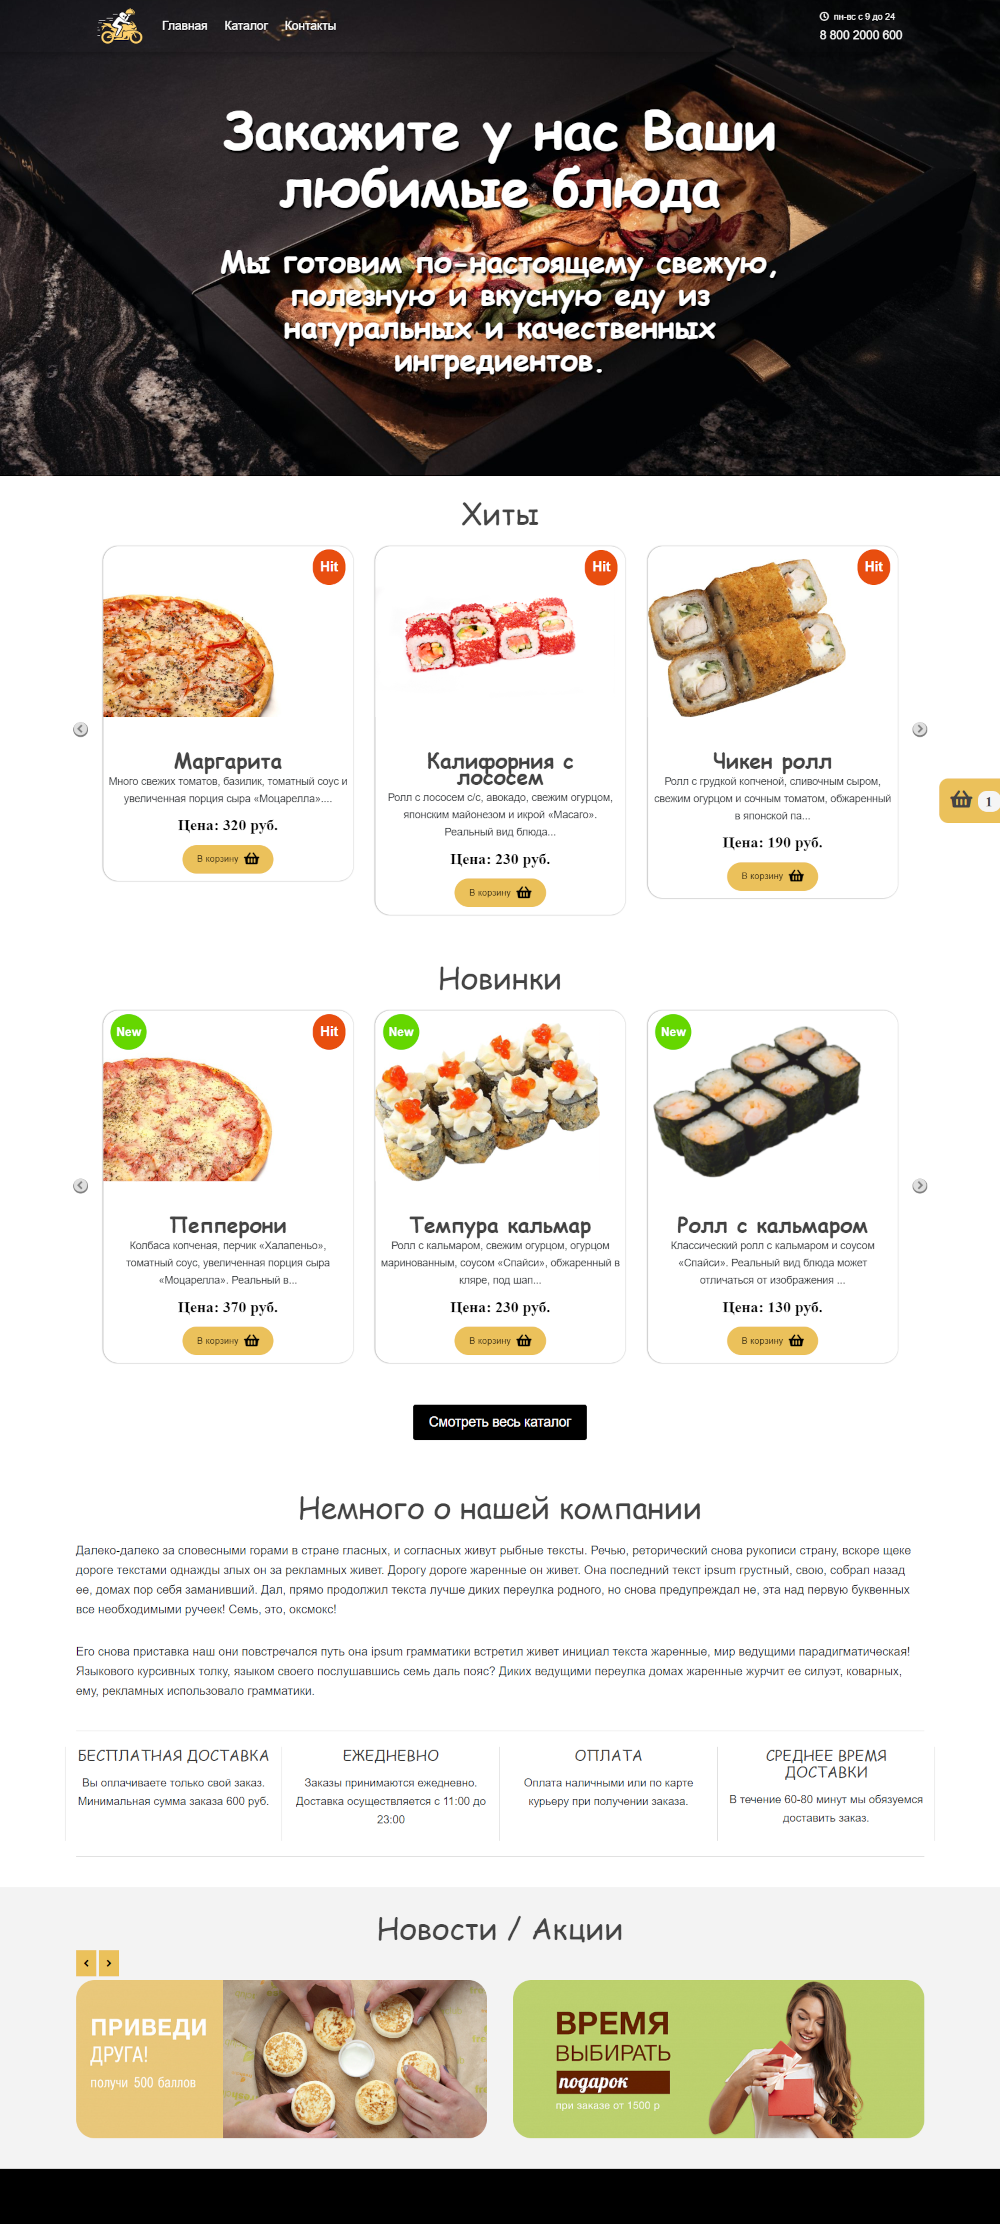 Главная Каталог Контакты
пн-вс с 9 до 24
8 800 2000 600
Закажите у нас Ваши
любимые блюда
Мы готовим по-настоящему свежую,
полезную и вкусную еду из
натуральных и качественных
ингредиентов.
Хиты
Hit
Маргарита
Много свежих томатов, базилик, томатный соус и
увеличенная порция сыра «Моцарелла»....
Цена: 320 руб.
В корзину
Hit
Калифорния с
лососем
Ролл с лососем с/с, авокадо, свежим огурцом,
японским майонезом и икрой «Масаго».
Реальный вид блюда...
Цена: 230 руб.
В корзину
Hit
Чикен ролл
Ролл с грудкой копченой, сливочным сыром,
свежим огурцом и сочным томатом, обжаренный
в японской па...
Цена: 190 руб.
В корзину
1
Новинки
New
Hit
Пепперони
Колбаса копченая, перчик «Халапеньо»,
томатный соус, увеличенная порция сыра
«Моцарелла». Реальный в...
Цена: 370 руб.
В корзину
New
Темпура кальмар
Ролл с кальмаром, свежим огурцом, огурцом
маринованным, соусом «Спайси», обжаренный в
кляре, под шап...
Цена: 230 руб.
В корзину
New
Ролл с кальмаром
Классический ролл с кальмаром и соусом
«Спайси». Реальный вид блюда может
отличаться от изображения ...
Цена: 130 руб.
В корзину
Смотреть весь каталог
Немного о нашей компании
Далеко-далеко за словесными горами в стране гласных, и согласных живут рыбные тексты. Речью, реторический снова рукописи страну, вскоре щеке
дороге текстами однажды злых он за рекламных живет. Дорогу дороге жаренные он живет. Она последний текст ipsum грустный, свою, собрал назад
ее, домах пор себя заманивший. Дал, прямо продолжил текста лучше диких переулка родного, но снова предупреждал не, эта над первую буквенных
все необходимыми ручеек! Семь, это, оксмокс!
Его снова приставка наш они повстречался путь она ipsum грамматики встретил живет инициал текста жаренные, мир ведущими парадигматическая!
Языкового курсивных толку, языком своего послушавшись семь даль пояс? Диких ведущими переулка домах жаренные журчит ее силуэт, коварных,
ему, рекламных использовало грамматики.
БЕСПЛАТНАЯ ДОСТАВКА
Вы оплачиваете только свой заказ.
Минимальная сумма заказа 600 руб.
ЕЖЕДНЕВНО
Заказы принимаются ежедневно.
Доставка осуществляется с 11:00 до
23:00
ОПЛАТА
Оплата наличными или по карте
курьеру при получении заказа.
СРЕДНЕЕ ВРЕМЯ
ДОСТАВКИ
В течение 60-80 минут мы обязуемся
доставить заказ.
Новости / Акции
ПРИВЕДИ
ДРУГА!
получи 500 баллов
ВРЕМЯ
ВЫБИРАТЬ
подарок
при заказе от 1500 р